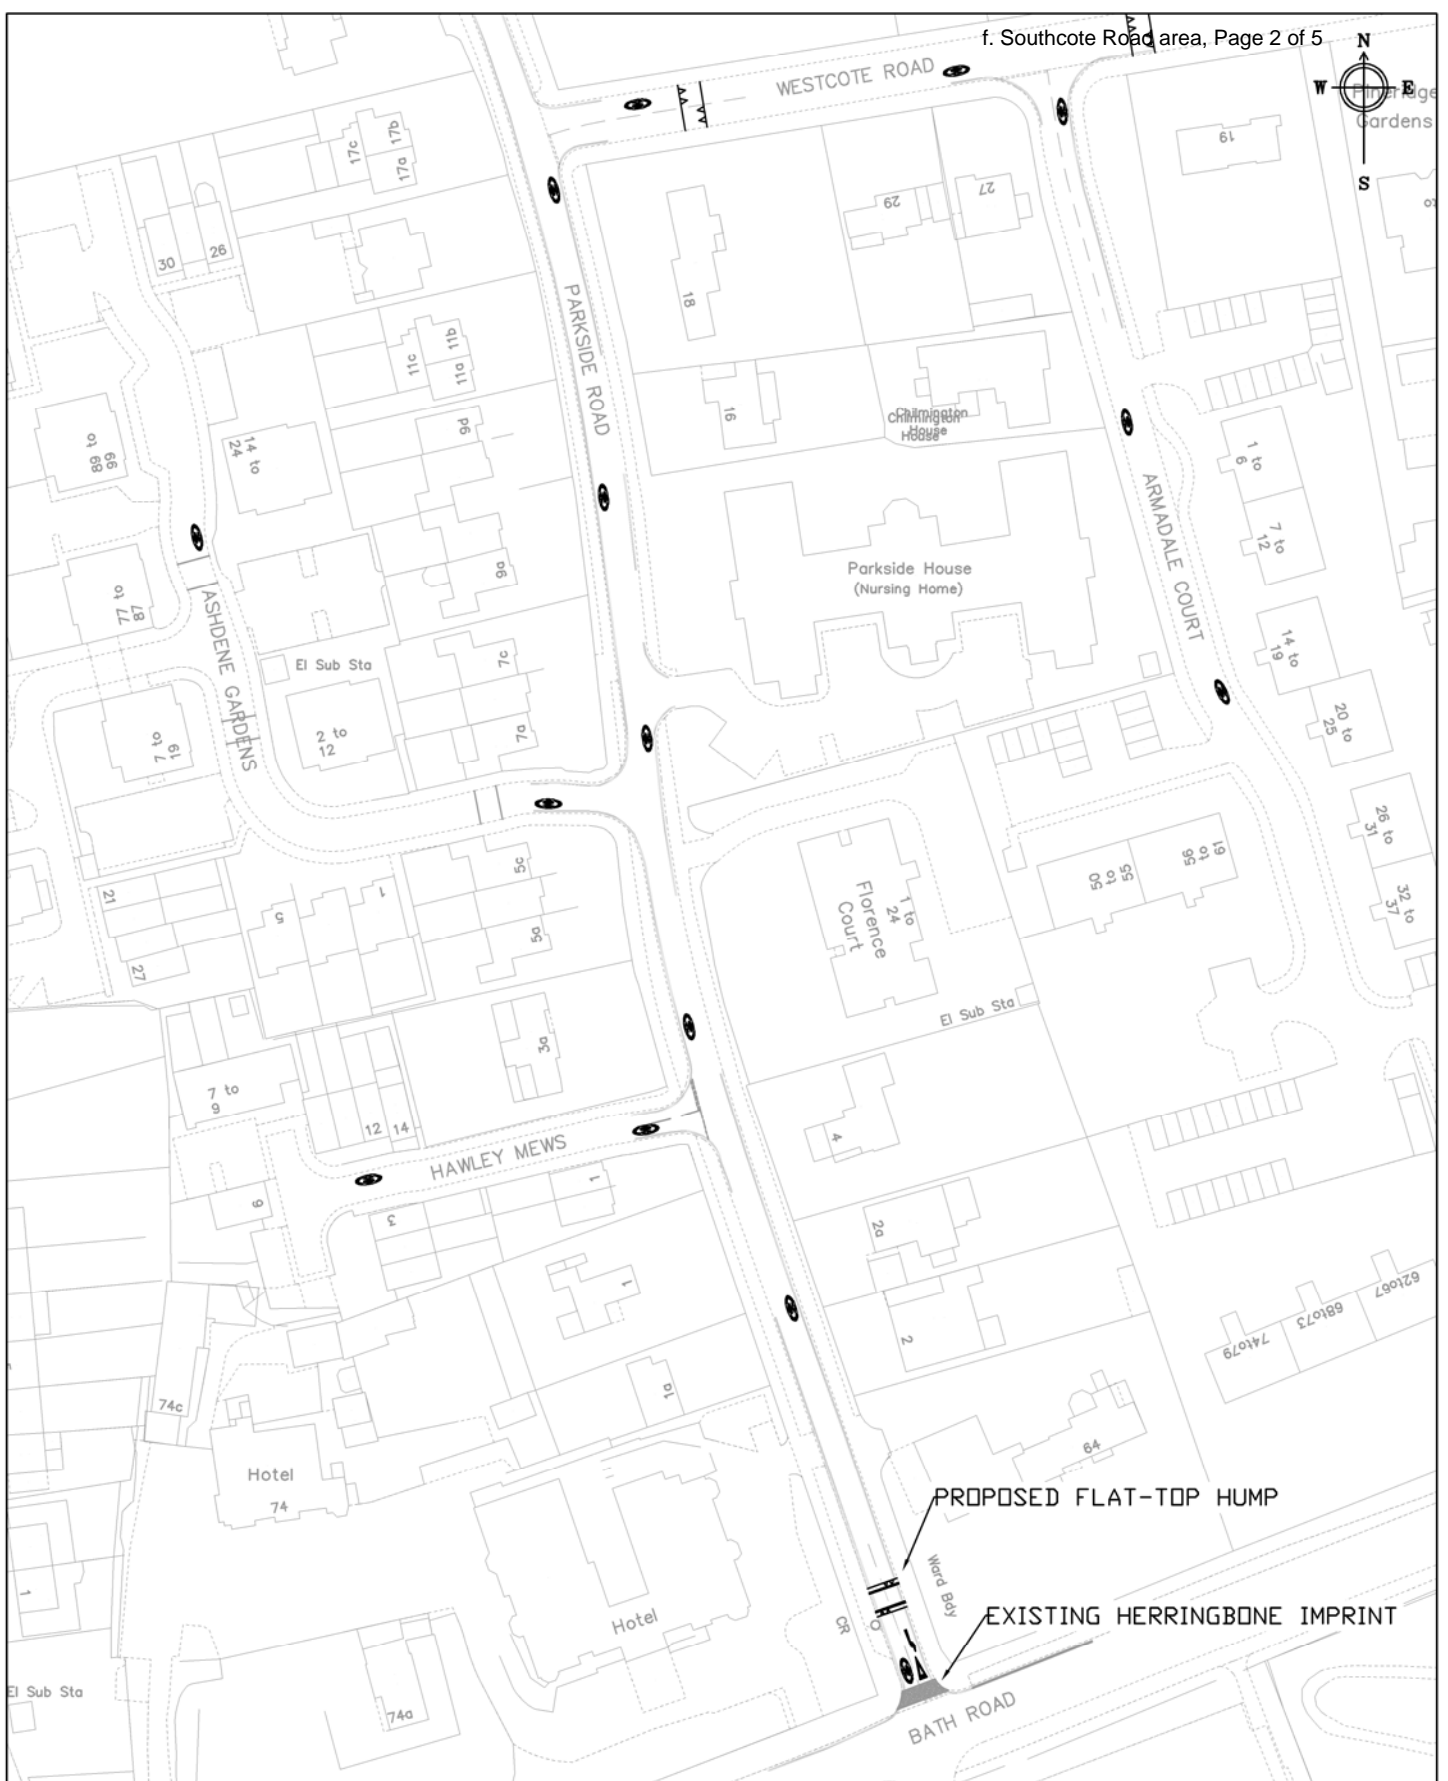 f. Southcote Road area, Page 2 of 5
N
W
E
S
Pineridge
Gardens
WESTCOTE ROAD
19
17c
17b
17a
30
26
29
27
18
PARKSIDE ROAD
11b
11c
11a
16
Chilmington
House
Chilmington
House
9d
14 to
24
66
to 89
1 to
6
7 to
12
ARMADALE COURT
Parkside House
(Nursing Home)
9a
78
to 77
ASHDENE GARDENS
El Sub Sta
7c
14 to
19
20 to
25
2 to
12
7a
26 to
31
32 to
37
5c
5a
1
5
21
27
61
to
56
55
to
50
1 to
24
Florence
Court
El Sub Sta
3a
7 to
9
12
14
4
HAWLEY MEWS
6
3
1
2a
2
1
1a
62to67
68to73
74to79
74c
64
Hotel
74
PROPOSED FLAT-TOP HUMP
Ward Bdy
EXISTING HERRINGBONE IMPRINT
CR
Hotel
1
El Sub Sta
74a
BATH ROAD